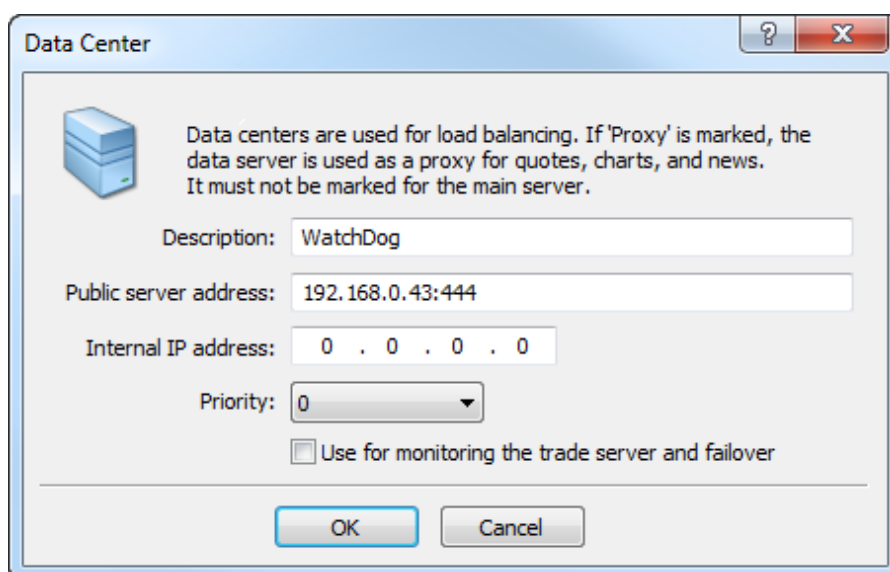 Data Center
Data centers are used for load balancing. If 'Proxy' is marked, the
data server is used as a proxy for quotes, charts, and news.
It must not be marked for the main server.
Description: WatchDog
Public server address: 192.168.0.43:444
Internal IP address: 0 . 0 . 0 . 0
Priority: 0
Use for monitoring the trade server and failover
OK Cancel